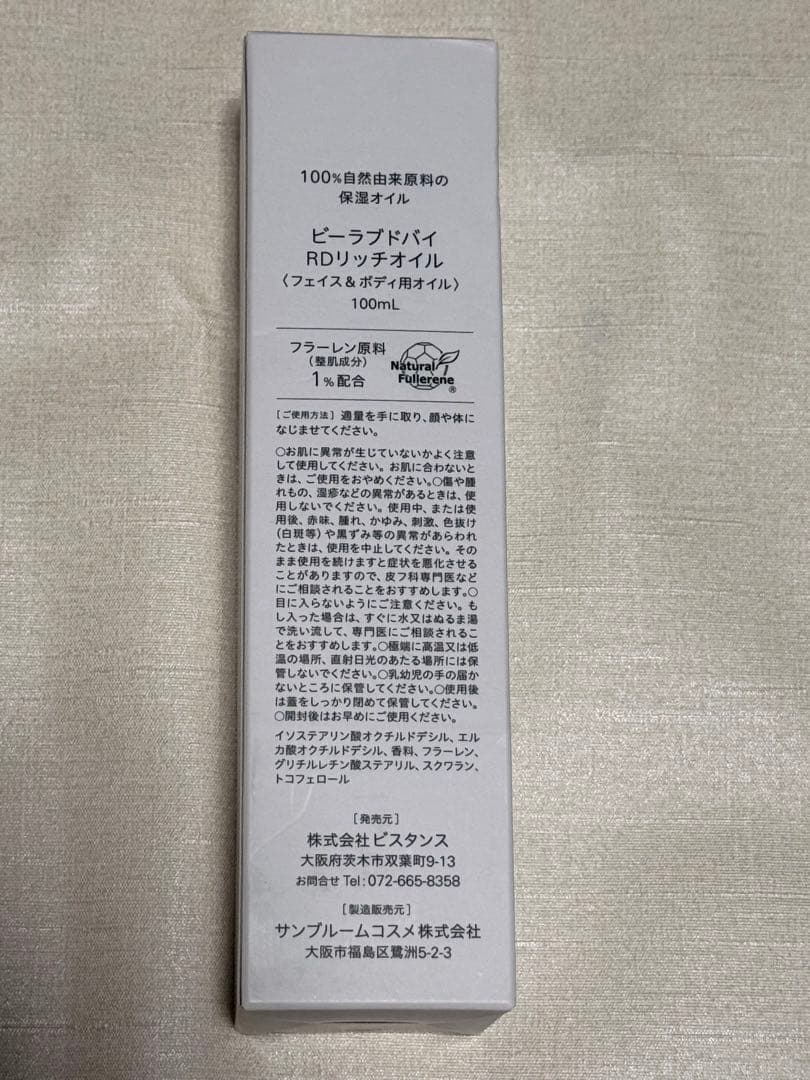 100%自然由来原料の
保湿オイル
ビーラブドバイ
RDリッチオイル
〈フェイス&ボディ用オイル〉
100mL
フラーレン原料
(整肌成分)
1%配合
Natural
Fullerene®
[ご使用方法]適量を手に取り、顔や体に
なじませてください。
○お肌に異常が生じていないかよく注意
して使用してください。お肌に合わないと
きは、ご使用をおやめください。○傷や腫
れもの、湿疹などの異常があるときは、使
用しないでください。使用中、または使
用後、赤味、腫れ、かゆみ、刺激、色抜け
(白斑等)や黒ずみ等の異常があらわれ
たときは、使用を中止してください。その
まま使用を続けますと症状を悪化させる
ことがありますので、皮フ科専門医など
にご相談されることをおすすめします。○
目に入らないようにご注意ください。も
し入った場合は、すぐに水又はぬるま湯
で洗い流して、専門医にご相談されるこ
とをおすすめします。○極端に高温又は低
温の場所、直射日光のあたる場所には保
管しないでください。○乳幼児の手の届か
ないところに保管してください。○使用後
は蓋をしっかり閉めて保管してください。
○開封後はお早めにご使用ください。
イソステアリン酸オクチルドデシル、エル
カ酸オクチルドデシル、香料、フラーレン、
グリチルレチン酸ステアリル、スクワラン、
トコフェロール
[発売元]
株式会社ビスタンス
大阪府茨木市双葉町9-13
お問合せ Tel:072-665-8358
[製造販売元]
サンブルームコスメ株式会社
大阪市福島区鷺洲5-2-3